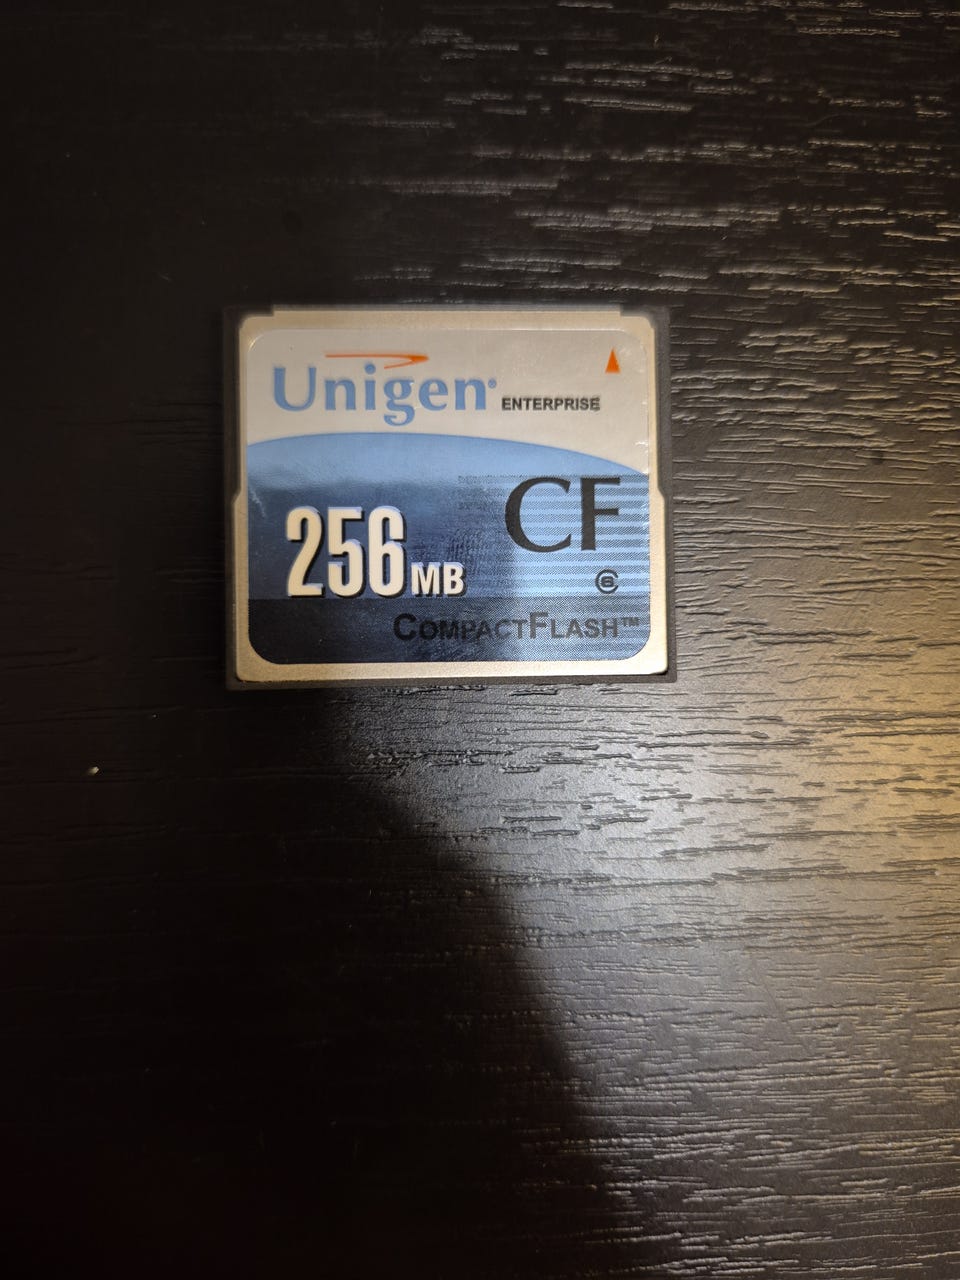 Unigen® ENTERPRISE
CF
256MB
COMPACTFLASH™